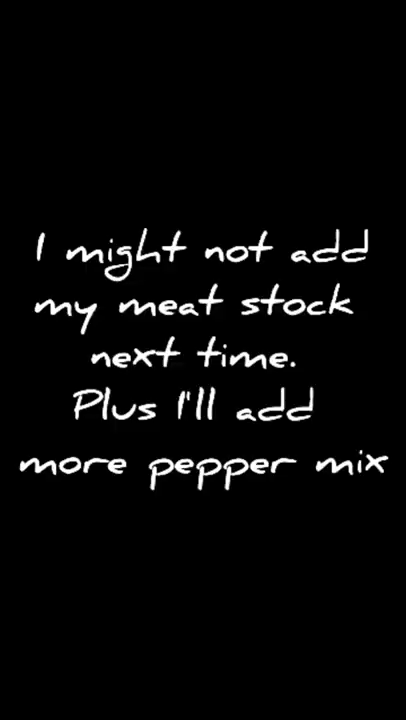 I might not add
my meat stock
next time.
Plus I'll add
more pepper mix